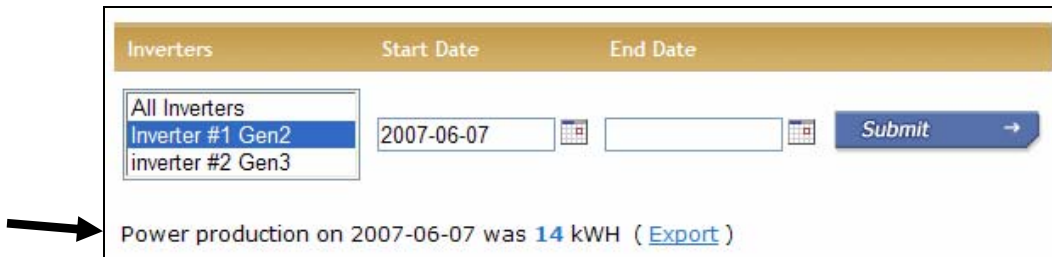 Inverters Start Date End Date
All Inverters
Inverter #1 Gen2
inverter #2 Gen3
2007-06-07
Submit
Power production on 2007-06-07 was 14 kWH ( Export )